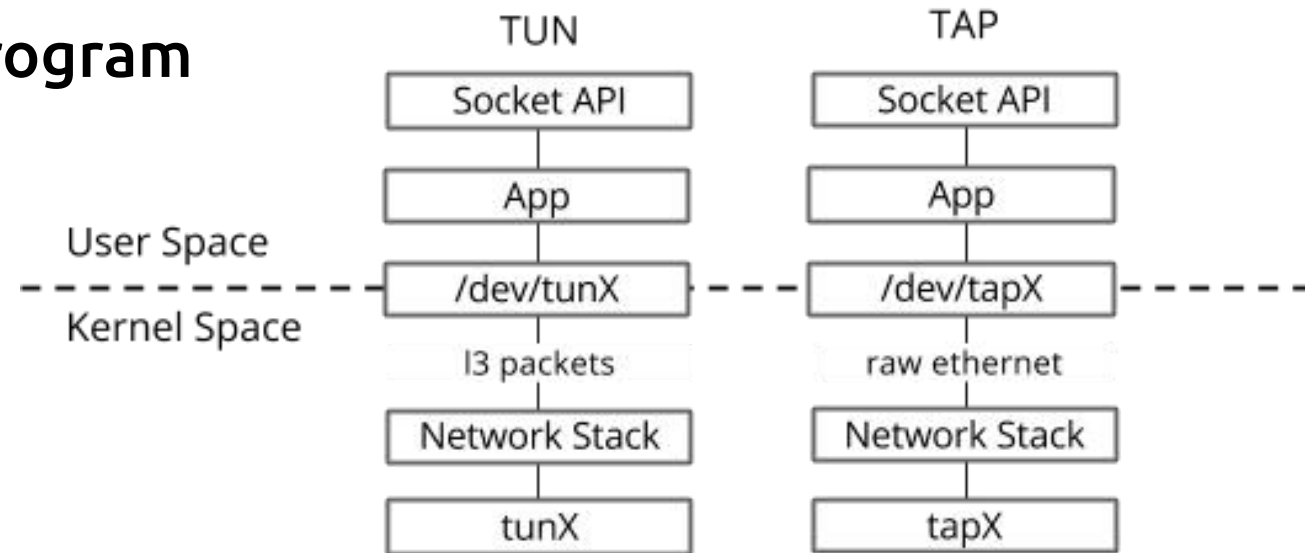 rogram
TUN
TAP
Socket API
Socket API
App
App
User Space
/dev/tunX
/dev/tapX
Kernel Space
l3 packets
raw ethernet
Network Stack
Network Stack
tunX
tapX